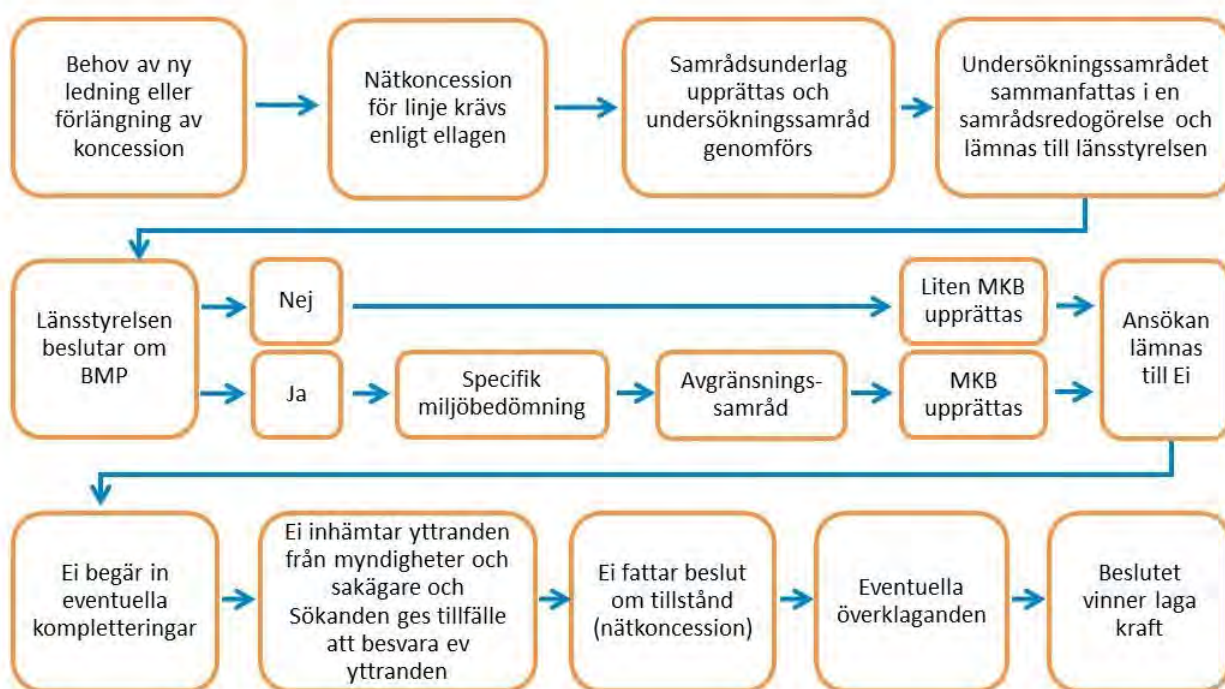 Behov av ny
ledning eller
förlängning av
koncession
Nätkoncession
för linje krävs
enligt ellagen
Samrådsunderlag
upprättas och
undersökningssamråd
genomförs
Undersökningssamrådet
sammanfattas i en
samrådsredogörelse och
lämnas till länsstyrelsen
Länsstyrelsen
beslutar om
BMP
Nej
Liten MKB
upprättas
Ja
Specifik
miljöbedömning
Avgränsnings-
samråd
MKB
upprättas
Ansökan
lämnas
till Ei
Ei begär in
eventuella
kompletteringar
Ei inhämtar yttranden
från myndigheter och
sakägare och
Sökanden ges tillfälle
att besvara ev
yttranden
Ei fattar beslut
om tillstånd
(nätkoncession)
Eventuella
överklaganden
Beslutet
vinner laga
kraft